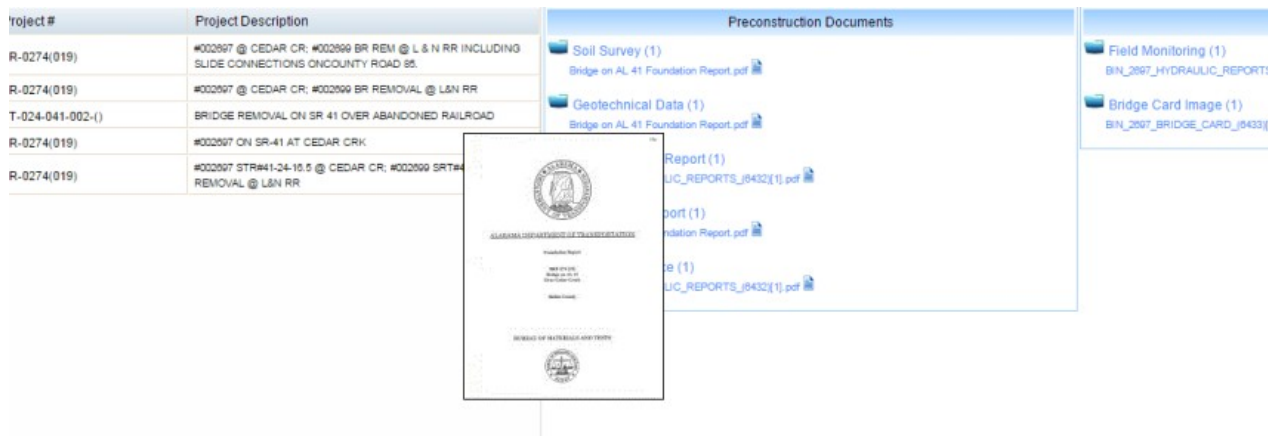 roject #
Project Description
R-0274(019)
#002697 @ CEDAR CR; #002699 BR REM @ L & N RR INCLUDING
SLIDE CONNECTIONS ONCOUNTY ROAD 85.
R-0274(019)
#002697 @ CEDAR CR; #002699 BR REMOVAL @ L&N RR
T-024-041-002-()
BRIDGE REMOVAL ON SR 41 OVER ABANDONED RAILROAD
R-0274(019)
#002697 ON SR-41 AT CEDAR CRK
R-0274(019)
#002697 STR#41-24-16.5 @ CEDAR CR; #002699 SRT#4
REMOVAL @ L&N RR
Preconstruction Documents
Soil Survey (1)
Bridge on AL 41 Foundation Report.pdf
Geotechnical Data (1)
Bridge on AL 41 Foundation Report.pdf
Report (1)
LIC_REPORTS_(6432)[1].pdf
port (1)
ndation Report.pdf
ce (1)
LIC_REPORTS_(6432)[1].pdf
ALABAMA DEPARTMENT OF TRANSPORTATION
Foundation Report
Bridge on AL 41
BUREAU OF MATERIALS AND TESTS
Field Monitoring (1)
BIN_2697_HYDRAULIC_REPORTS
Bridge Card Image (1)
BIN_2697_BRIDGE_CARD_(6433)[